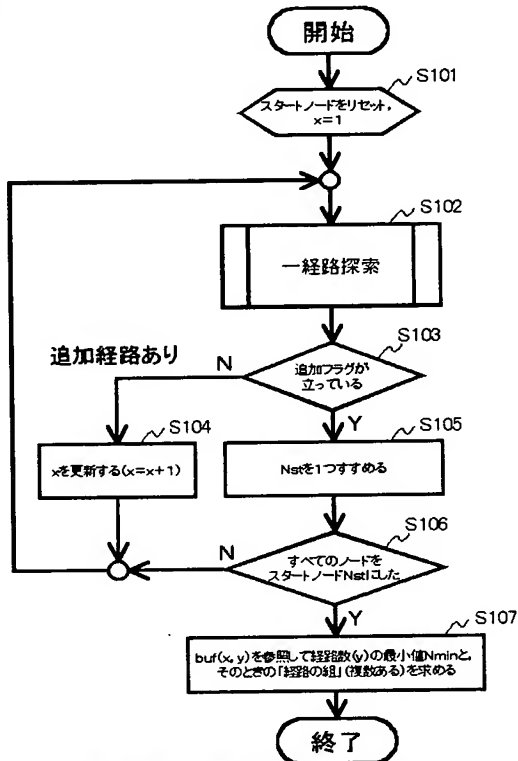 開始
S101
スタートノードをリセット,
x=1
S102
一経路探索
S103
追加経路あり
N
追加フラグが
立っている
Y
S104
S105
xを更新する(x=x+1)
Nstを1つすすめる
S106
N
すべてのノードを
スタートノードNstにした
Y
S107
buf(x, y)を参照して経路数(y)の最小値Nminと,
そのときの「経路の組」(複数ある)を求める
終了